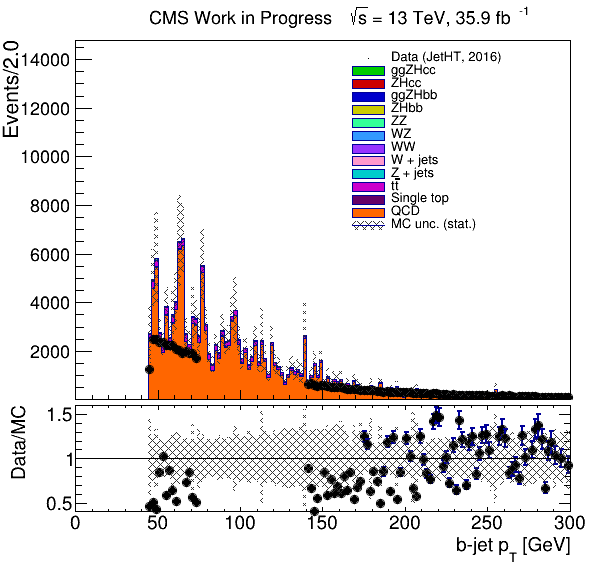 CMS Work in Progress √s = 13 TeV, 35.9 fb⁻¹
Events/2.0
14000
12000
10000
8000
6000
4000
2000
Data (JetHT, 2016)
ggZHcc
ZHcc
ggZHbb
ZHbb
ZZ
WZ
WW
W + jets
Z + jets
tt̄
Single top
QCD
MC unc. (stat.)
Data/MC
1.5
1
0.5
0 50 100 150 200 250 300
b-jet p_T [GeV]